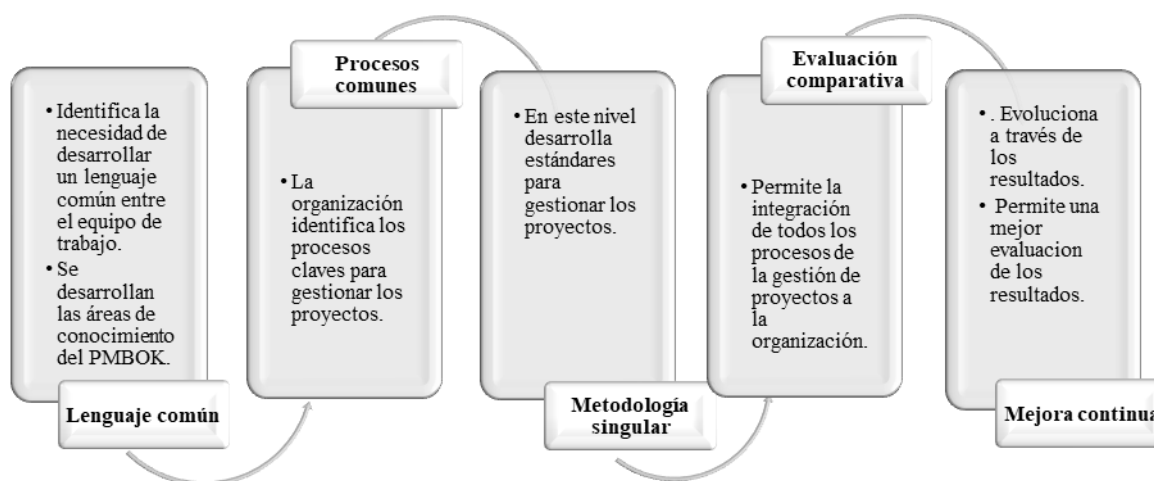 • Identifica la
necesidad de
desarrollar
un lenguaje
común entre
el equipo de
trabajo.
• Se
desarrollan
las áreas de
conocimiento
del PMBOK.
Lenguaje común
Procesos
comunes
• La
organización
identifica los
procesos
claves para
gestionar los
proyectos.
• En este nivel
desarrolla
estándares
para
gestionar los
proyectos.
Metodología
singular
Evaluación
comparativa
• Permite la
integración
de todos los
procesos de
la gestión de
proyectos a
la
organización.
• . Evoluciona
a través de
los
resultados.
• Permite una
mejor
evaluacion
de los
resultados.
Mejora continua